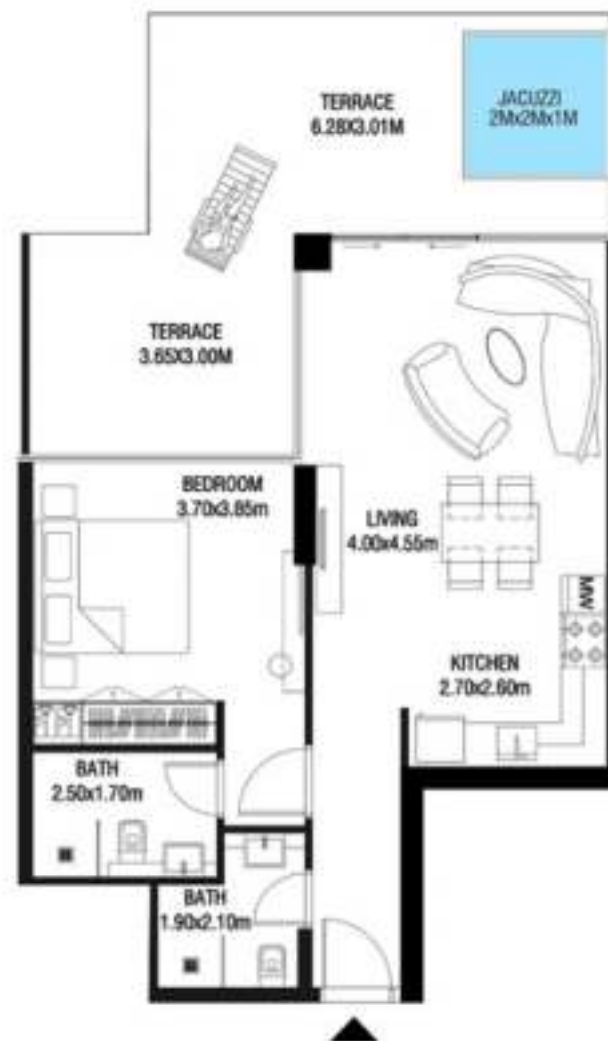 TERRACE
6.28X3.01M
JACUZZI
2Mx2Mx1M
TERRACE
3.65X3.00M
BEDROOM
3.70x3.85m
LIVING
4.00x4.55m
MW
KITCHEN
2.70x2.60m
BATH
2.50x1.70m
BATH
1.90x2.10m